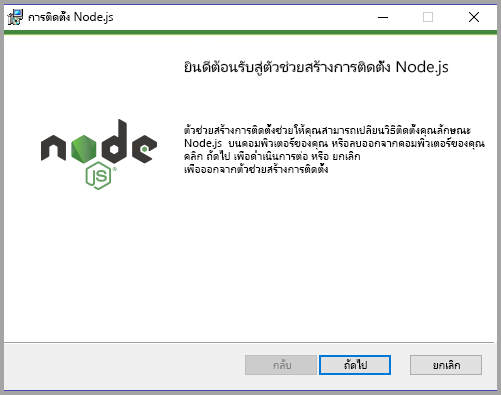 การติดตั้ง Node.js
ยินดีต้อนรับสู่ตัวช่วยสร้างการติดตั้ง Node.js
node
JS
ตัวช่วยสร้างการติดตั้งช่วยให้คุณสามารถเปลี่ยนวิธีติดตั้งคุณลักษณะ
Node.js บนคอมพิวเตอร์ของคุณ หรือลบออกจากคอมพิวเตอร์ของคุณ
คลิก ถัดไป เพื่อดำเนินการต่อ หรือ ยกเลิก
เพื่อออกจากตัวช่วยสร้างการติดตั้ง
กลับ
ถัดไป
ยกเลิก